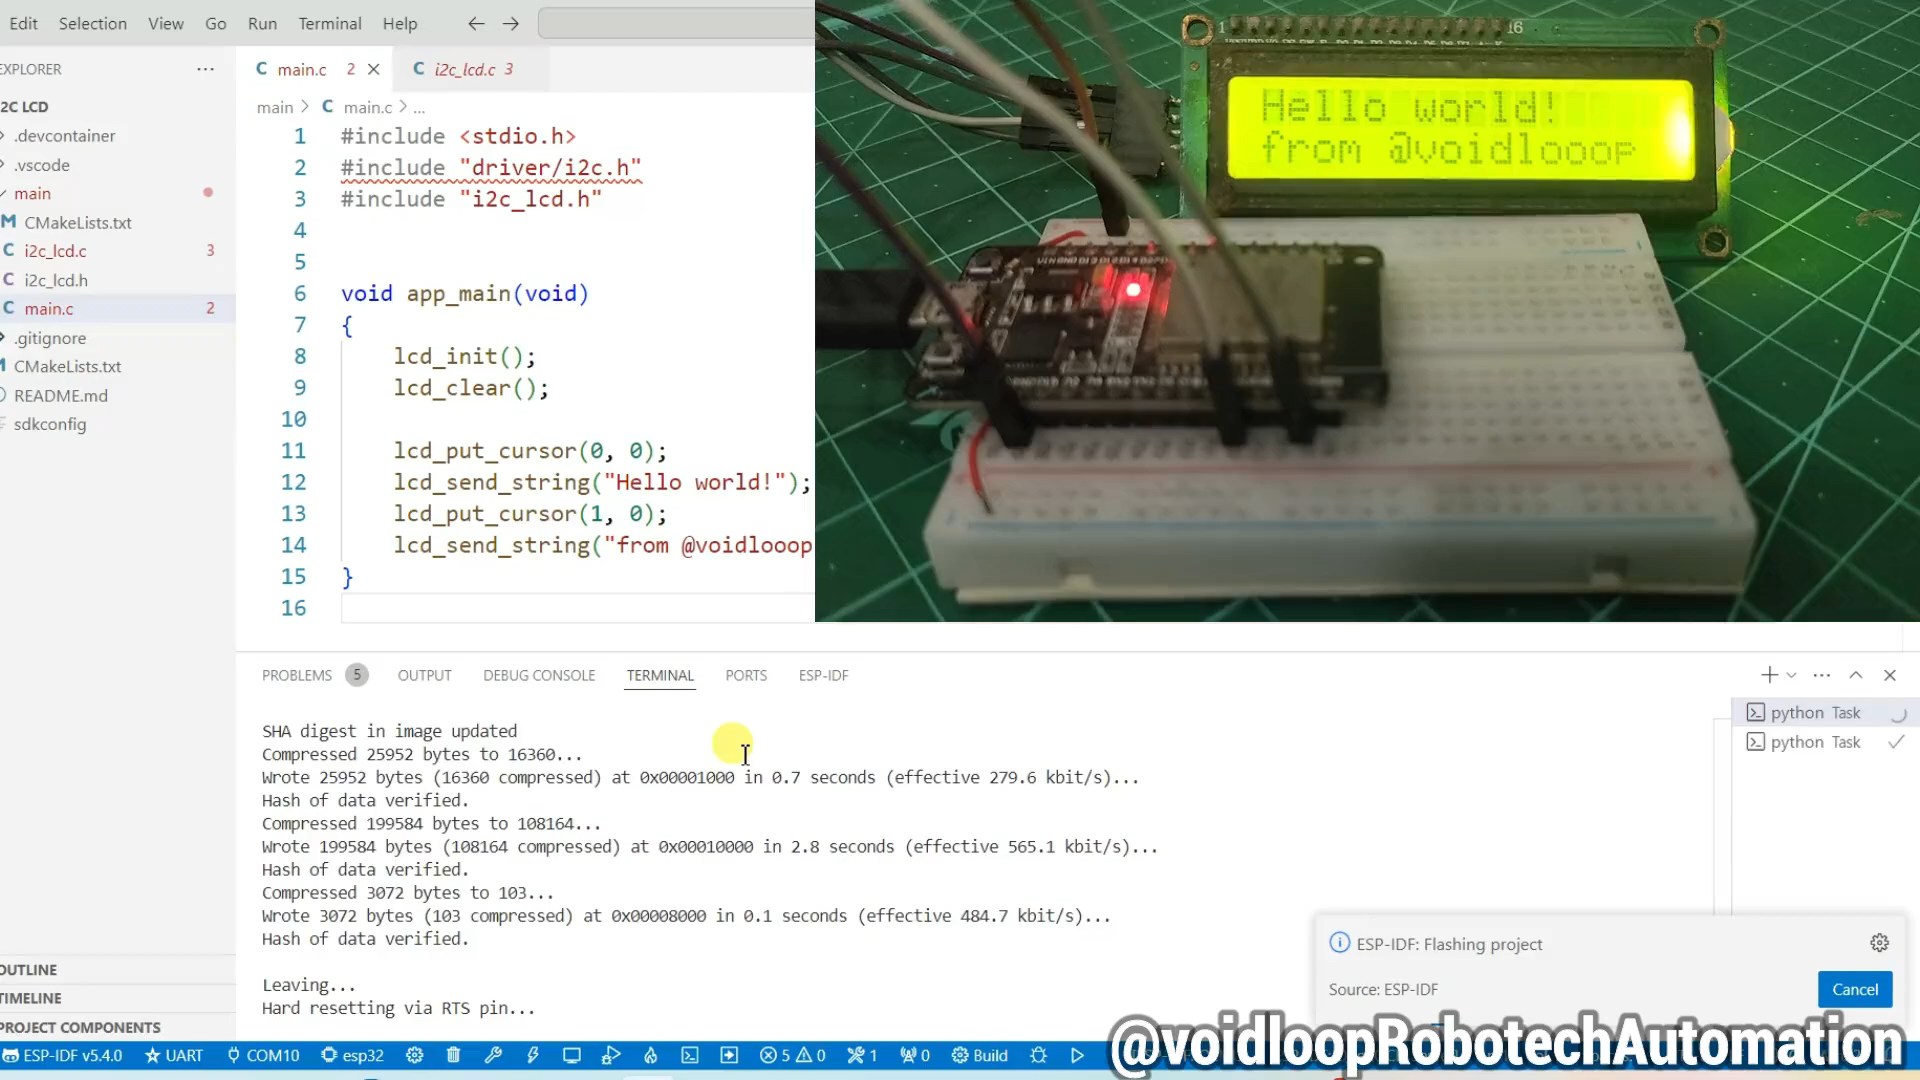 Edit Selection View Go Run Terminal Help
EXPLORER
main.c 2
i2c_lcd.c 3
2C LCD
main > C main.c > ...
.devcontainer
.vscode
main
CMakeLists.txt
i2c_lcd.c 3
i2c_lcd.h
main.c 2
.gitignore
CMakeLists.txt
README.md
sdkconfig
OUTLINE
TIMELINE
PROJECT COMPONENTS
1 #include <stdio.h>
2 #include "driver/i2c.h"
3 #include "i2c_lcd.h"
4
5
6 void app_main(void)
7 {
8 lcd_init();
9 lcd_clear();
10
11 lcd_put_cursor(0, 0);
12 lcd_send_string("Hello world!");
13 lcd_put_cursor(1, 0);
14 lcd_send_string("from @voidlooop
15 }
16
1 16
Hello world!
from @voidlooop
PROBLEMS 5 OUTPUT DEBUG CONSOLE TERMINAL PORTS ESP-IDF
SHA digest in image updated
Compressed 25952 bytes to 16360...
Wrote 25952 bytes (16360 compressed) at 0x00001000 in 0.7 seconds (effective 279.6 kbit/s)...
Hash of data verified.
Compressed 199584 bytes to 108164...
Wrote 199584 bytes (108164 compressed) at 0x00010000 in 2.8 seconds (effective 565.1 kbit/s)...
Hash of data verified.
Compressed 3072 bytes to 103...
Wrote 3072 bytes (103 compressed) at 0x00008000 in 0.1 seconds (effective 484.7 kbit/s)...
Hash of data verified.
Leaving...
Hard resetting via RTS pin...
python Task
python Task
ESP-IDF: Flashing project
Source: ESP-IDF
Cancel
@voidloopRobotechAutomation
ESP-IDF v5.4.0 UART COM10 esp32 5 0 1 0 Build